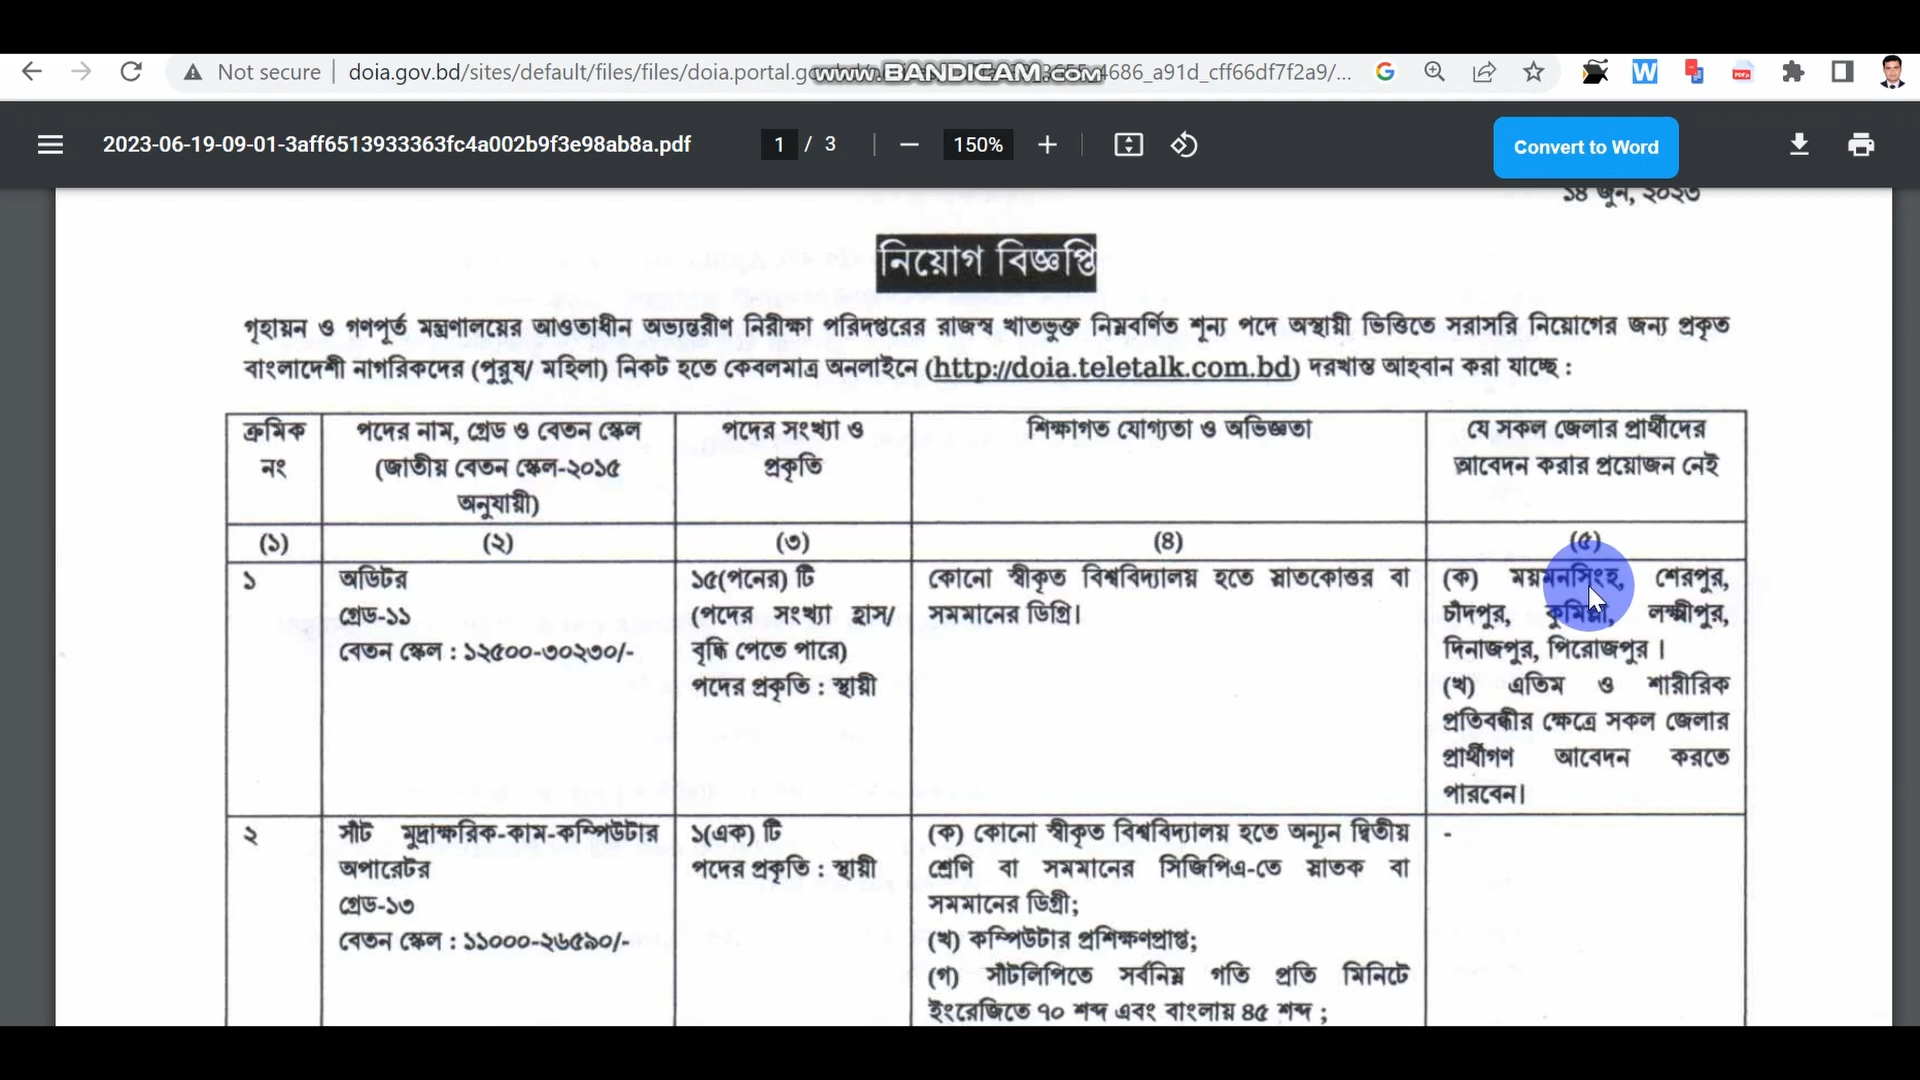 Not secure | doia.gov.bd/sites/default/files/files/doia.portal.go
www.BANDICAM.com
4686_a91d_cff66df7f2a9/...
2023-06-19-09-01-3aff6513933363fc4a002b9f3e98ab8a.pdf
1 / 3
150%
Convert to Word
১৪ জুন, ২০২৩
নিয়োগ বিজ্ঞপ্তি
গৃহায়ন ও গণপূর্ত মন্ত্রণালয়ের আওতাধীন অভ্যন্তরীণ নিরীক্ষা পরিদপ্তরের রাজস্ব খাতভুক্ত নিম্নবর্ণিত শূন্য পদে অস্থায়ী ভিত্তিতে সরাসরি নিয়োগের জন্য প্রকৃত
বাংলাদেশী নাগরিকদের (পুরুষ/ মহিলা) নিকট হতে কেবলমাত্র অনলাইনে (http://doia.teletalk.com.bd) দরখাস্ত আহবান করা যাচ্ছে :
ক্রমিক নং
পদের নাম, গ্রেড ও বেতন স্কেল
(জাতীয় বেতন স্কেল-২০১৫
অনুযায়ী)
পদের সংখ্যা ও
প্রকৃতি
শিক্ষাগত যোগ্যতা ও অভিজ্ঞতা
যে সকল জেলার প্রার্থীদের
আবেদন করার প্রয়োজন নেই
(১) (২) (৩) (৪) (৫)
১
অডিটর
গ্রেড-১১
বেতন স্কেল : ১২৫০০-৩০২৩০/-
১৫(পনের) টি
(পদের সংখ্যা হ্রাস/
বৃদ্ধি পেতে পারে)
পদের প্রকৃতি : স্থায়ী
কোনো স্বীকৃত বিশ্ববিদ্যালয় হতে স্নাতকোত্তর বা
সমমানের ডিগ্রি।
(ক) ময়মনসিংহ, শেরপুর,
চাঁদপুর, কুমিল্লা, লক্ষ্মীপুর,
দিনাজপুর, পিরোজপুর ।
(খ) এতিম ও শারীরিক
প্রতিবন্ধীর ক্ষেত্রে সকল জেলার
প্রার্থীগণ আবেদন করতে
পারবেন।
২
সাঁট মুদ্রাক্ষরিক-কাম-কম্পিউটার
অপারেটর
গ্রেড-১৩
বেতন স্কেল : ১১০০০-২৬৫৯০/-
১(এক) টি
পদের প্রকৃতি : স্থায়ী
(ক) কোনো স্বীকৃত বিশ্ববিদ্যালয় হতে অন্যূন দ্বিতীয়
শ্রেণি বা সমমানের সিজিপিএ-তে স্নাতক বা
সমমানের ডিগ্রী;
(খ) কম্পিউটার প্রশিক্ষণপ্রাপ্ত;
(গ) সাঁটলিপিতে সর্বনিম্ন গতি প্রতি মিনিটে
ইংরেজিতে ৭০ শব্দ এবং বাংলায় ৪৫ শব্দ ;
-